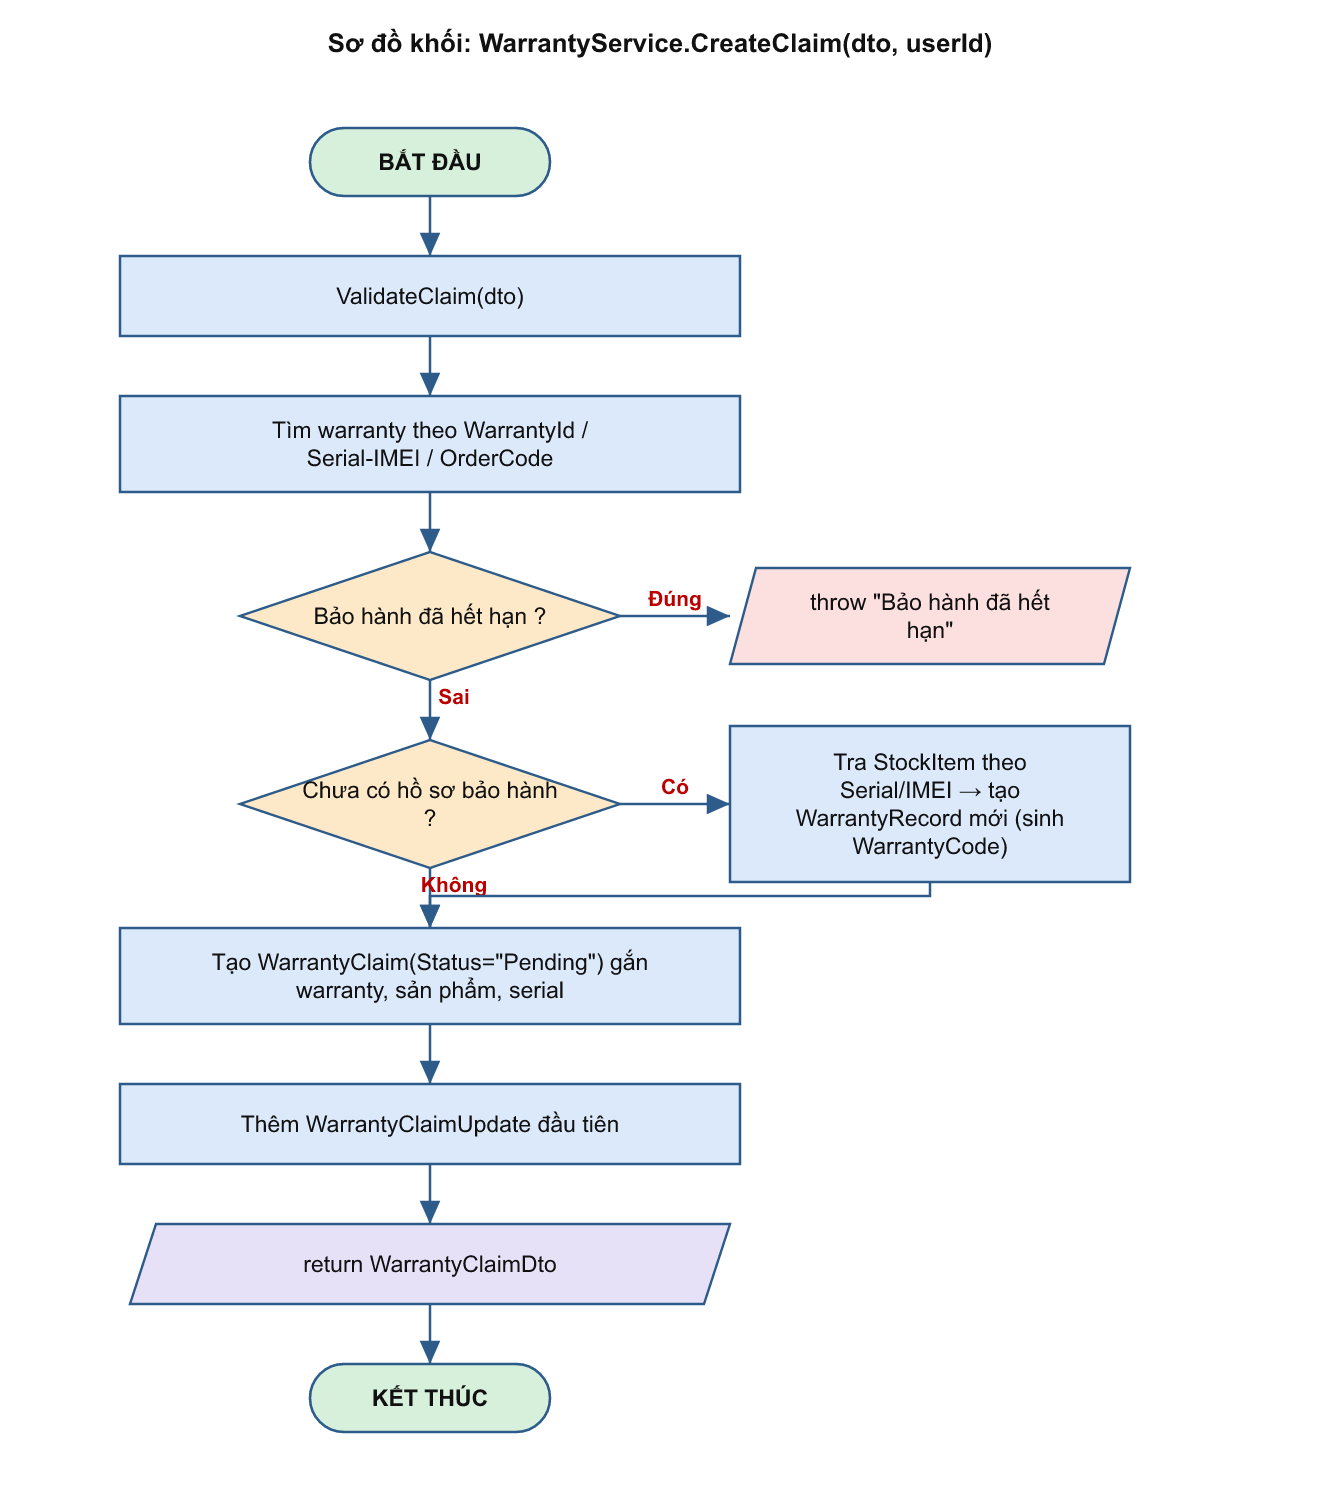 Sơ đồ khối: WarrantyService.CreateClaim(dto, userId)
BẮT ĐẦU
ValidateClaim(dto)
Tìm warranty theo WarrantyId /
Serial-IMEI / OrderCode
Bảo hành đã hết hạn ?
Đúng
throw "Bảo hành đã hết
hạn"
Sai
Chưa có hồ sơ bảo hành
?
Có
Tra StockItem theo
Serial/IMEI → tạo
WarrantyRecord mới (sinh
WarrantyCode)
Không
Tạo WarrantyClaim(Status="Pending") gắn
warranty, sản phẩm, serial
Thêm WarrantyClaimUpdate đầu tiên
return WarrantyClaimDto
KẾT THÚC